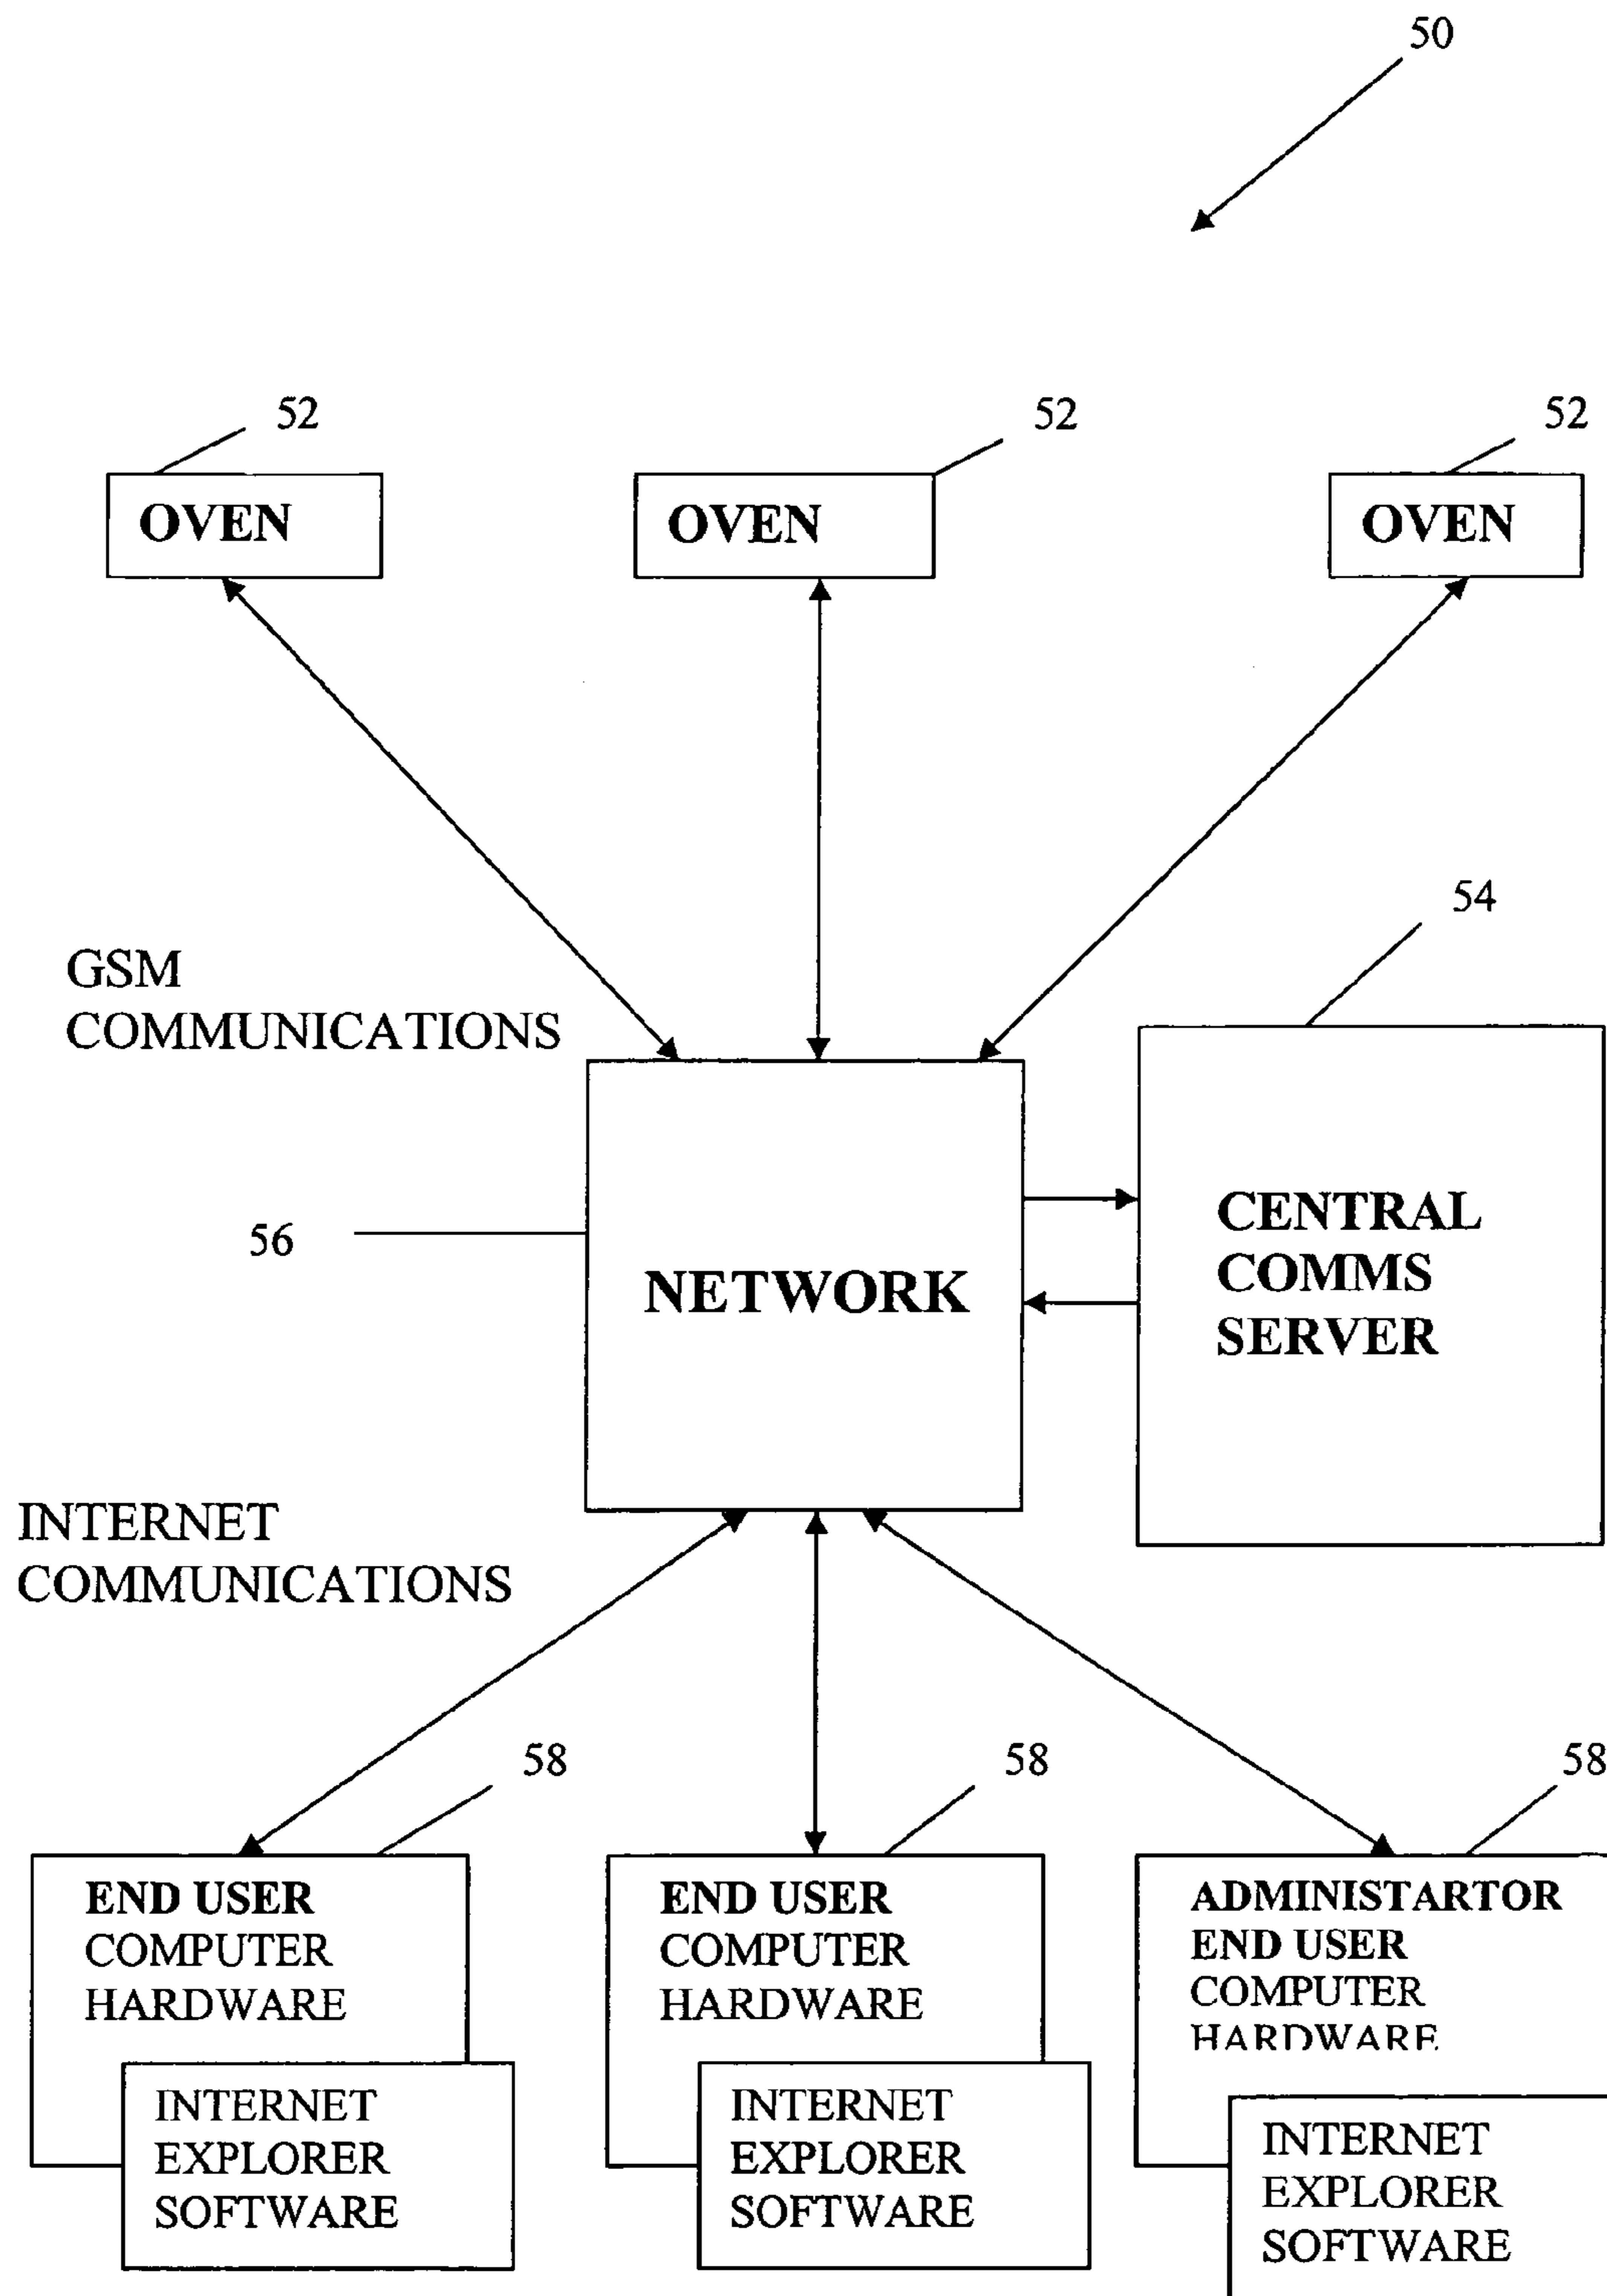 50
52
52
52
OVEN
OVEN
OVEN
54
GSM
COMMUNICATIONS
56
NETWORK
CENTRAL
COMMS
SERVER
INTERNET
COMMUNICATIONS
58
58
58
END USER
COMPUTER
HARDWARE
INTERNET
EXPLORER
SOFTWARE
END USER
COMPUTER
HARDWARE
INTERNET
EXPLORER
SOFTWARE
ADMINISTARTOR
END USER
COMPUTER
HARDWARE
INTERNET
EXPLORER
SOFTWARE